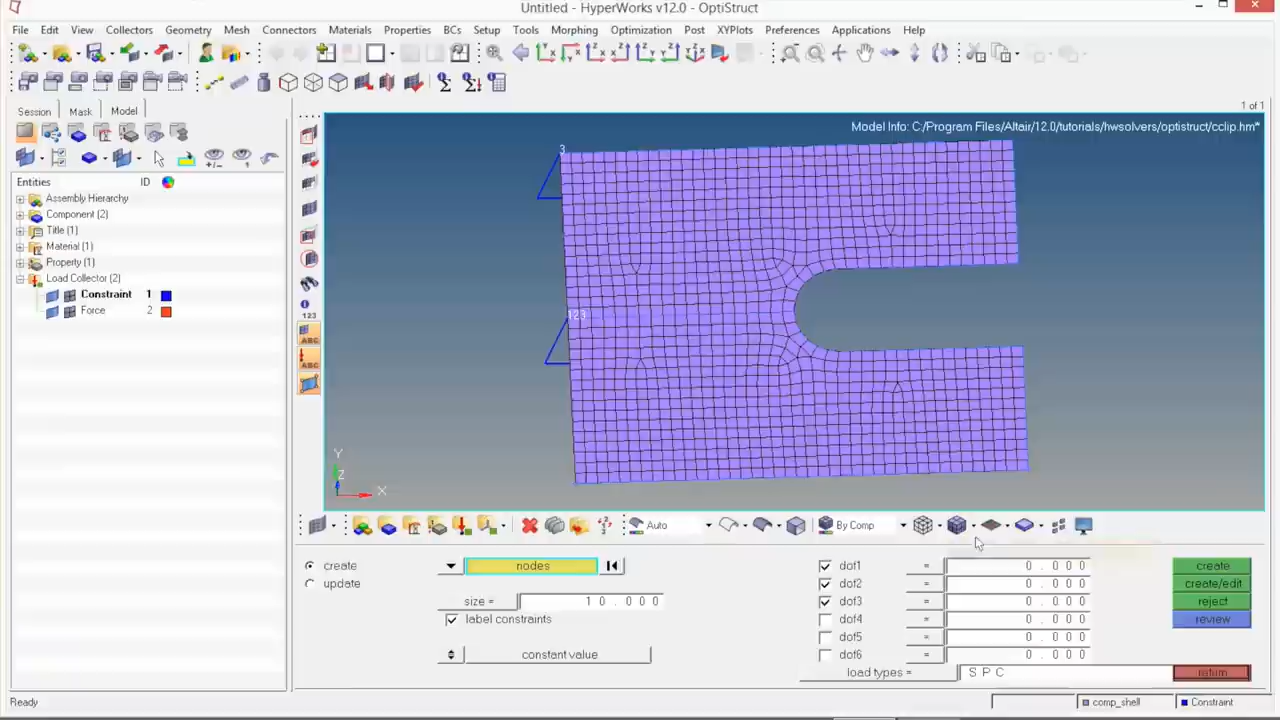 Untitled - HyperWorks v12.0 - OptiStruct
File Edit View Collectors Geometry Mesh Connectors Materials Properties BCs Setup Tools Morphing Optimization Post XYPlots Preferences Applications Help
1 of 1
Session Mask Model
Model Info: C:/Program Files/Altair/12.0/tutorials/hwsolvers/optistruct/cclip.hm*
Entities ID
Assembly Hierarchy
Component (2)
Title (1)
Material (1)
Property (1)
Load Collector (2)
Constraint 1
Force 2
123
ABC
ABC
3
123
Y
Z
X
Auto
By Comp
create
update
nodes
size = 10.000
label constraints
constant value
dof1 = 0.000
dof2 = 0.000
dof3 = 0.000
dof4 = 0.000
dof5 = 0.000
dof6 = 0.000
load types = SPC
create
create/edit
reject
review
return
Ready
comp_shell
Constraint